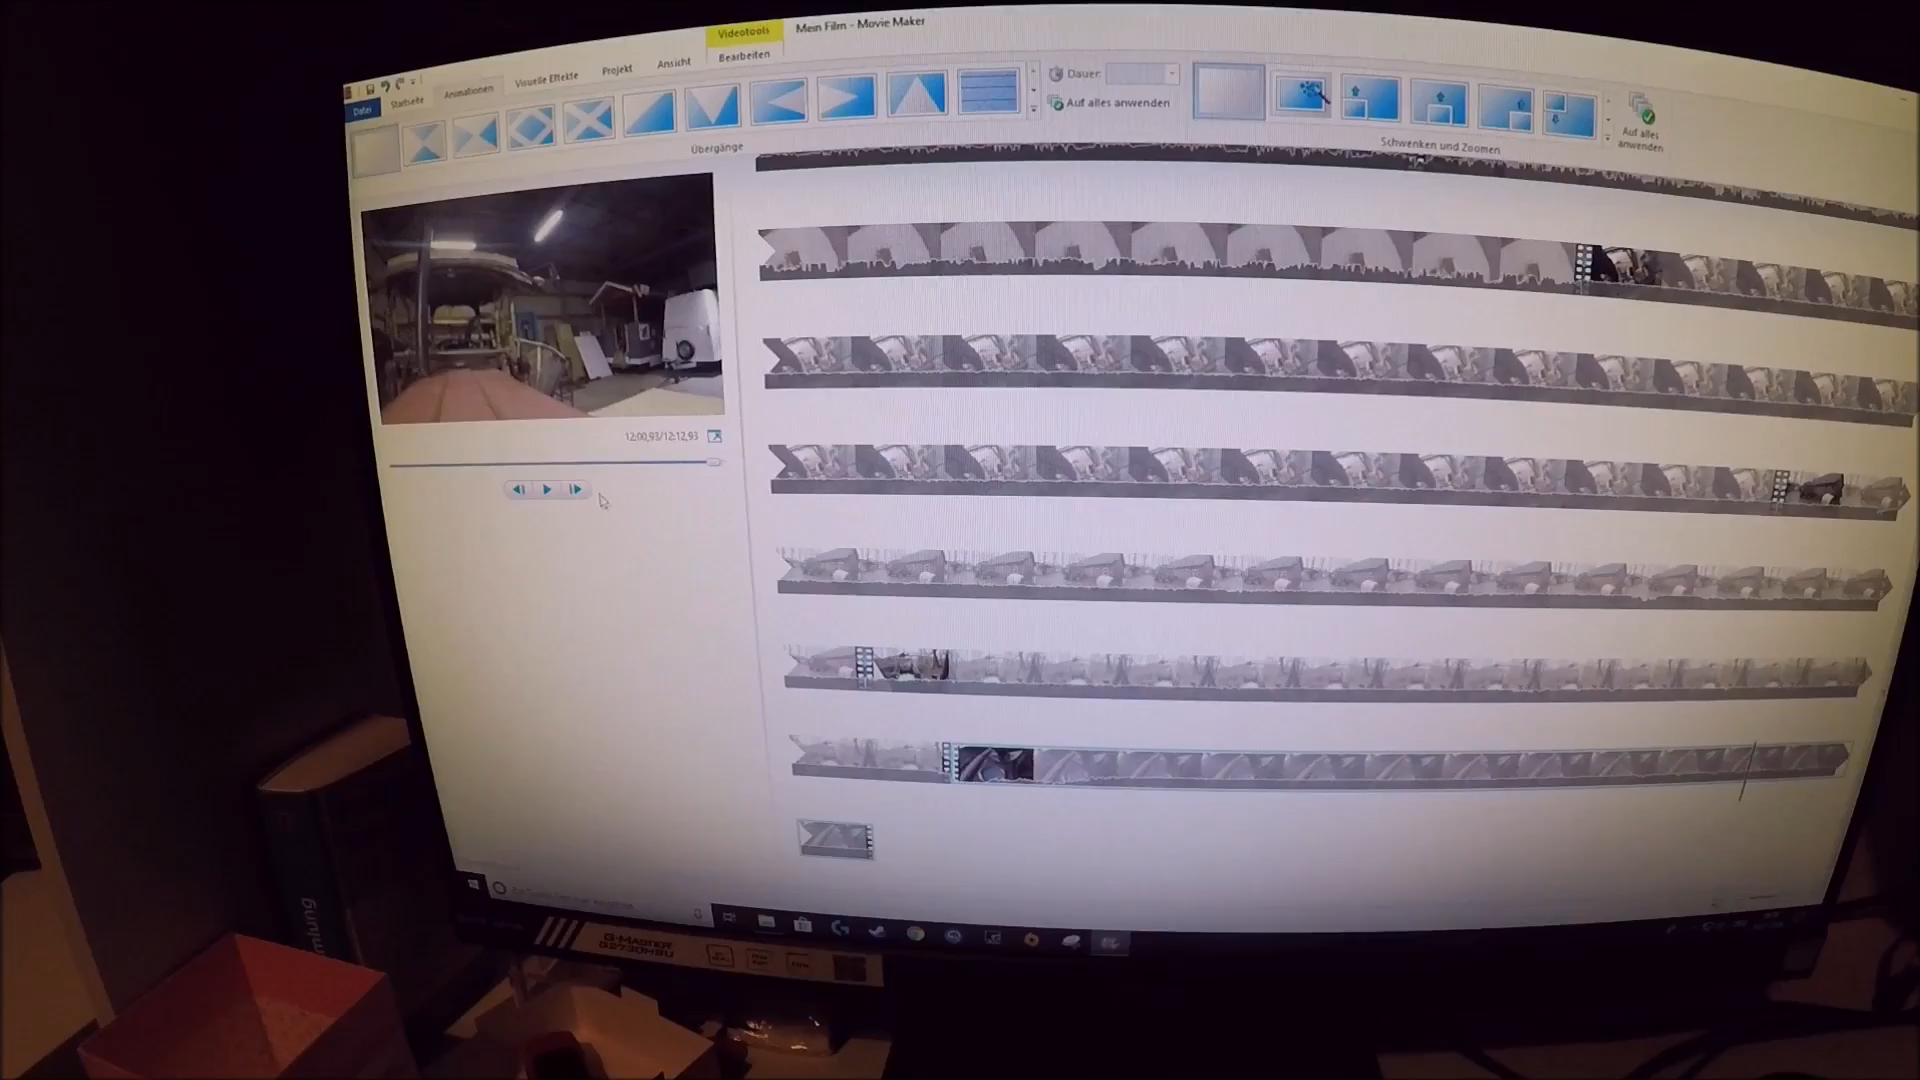 Videotools
Mein Film - Movie Maker
Datei
Startseite
Animationen
Visuelle Effekte
Projekt
Ansicht
Bearbeiten
Dauer:
Auf alles anwenden
Auf alles
anwenden
Übergänge
Schwenken und Zoomen
12:00,93/12:12,93
G-MASTER
mlung